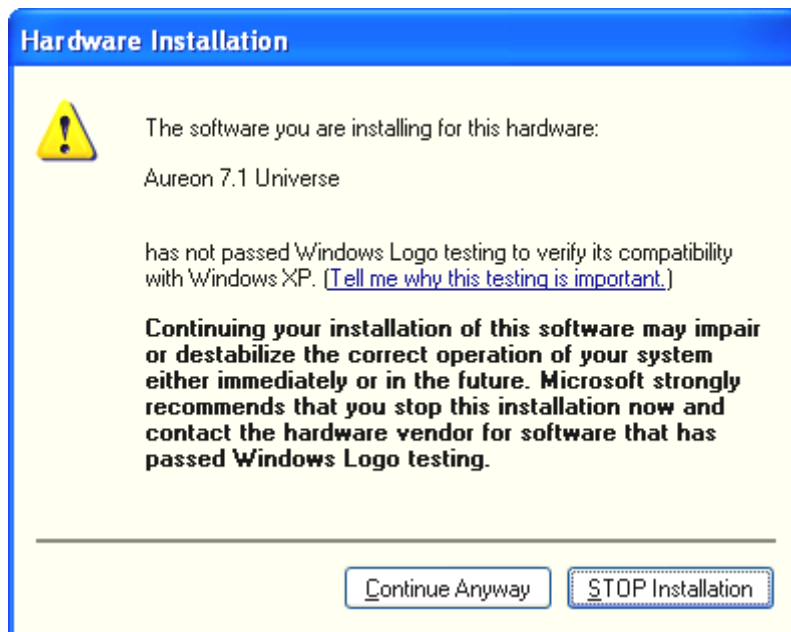 Hardware Installation
The software you are installing for this hardware:
Aureon 7.1 Universe
has not passed Windows Logo testing to verify its compatibility
with Windows XP. (Tell me why this testing is important.)
Continuing your installation of this software may impair
or destabilize the correct operation of your system
either immediately or in the future. Microsoft strongly
recommends that you stop this installation now and
contact the hardware vendor for software that has
passed Windows Logo testing.
Continue Anyway
STOP Installation